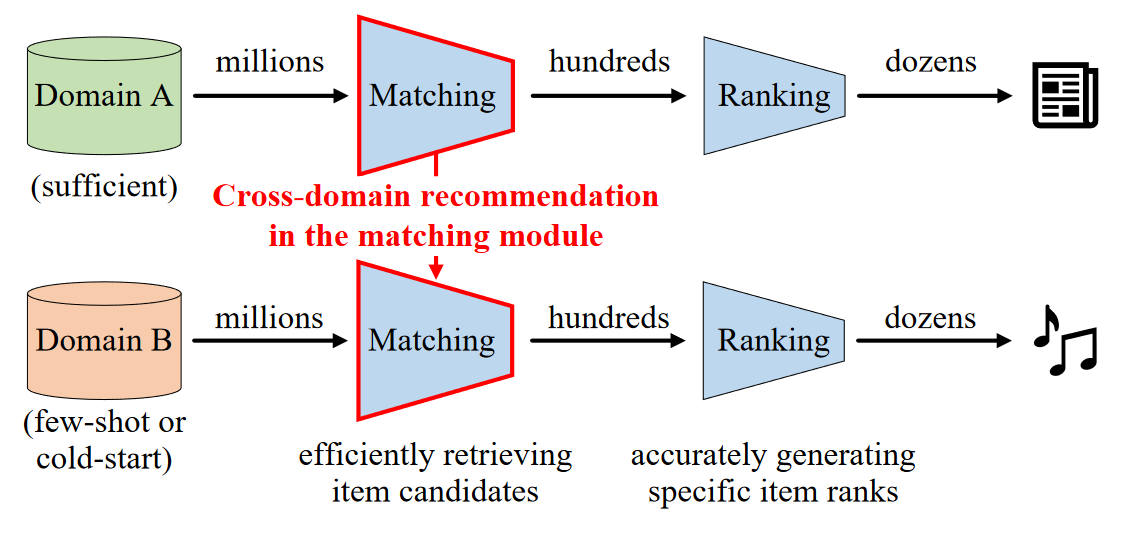 millions
hundreds
dozens
Domain A
Matching
Ranking
(sufficient)
Cross-domain recommendation
in the matching module
millions
hundreds
dozens
Domain B
Matching
Ranking
(few-shot or
cold-start)
efficiently retrieving
item candidates
accurately generating
specific item ranks